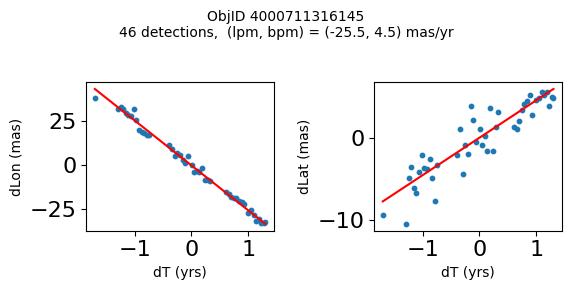 ObjID 4000711316145
46 detections,  (lpm, bpm) = (-25.5, 4.5) mas/yr
dLon (mas)
25
0
−25
−1
0
1
dT (yrs)
dLat (mas)
0
−10
−1
0
1
dT (yrs)